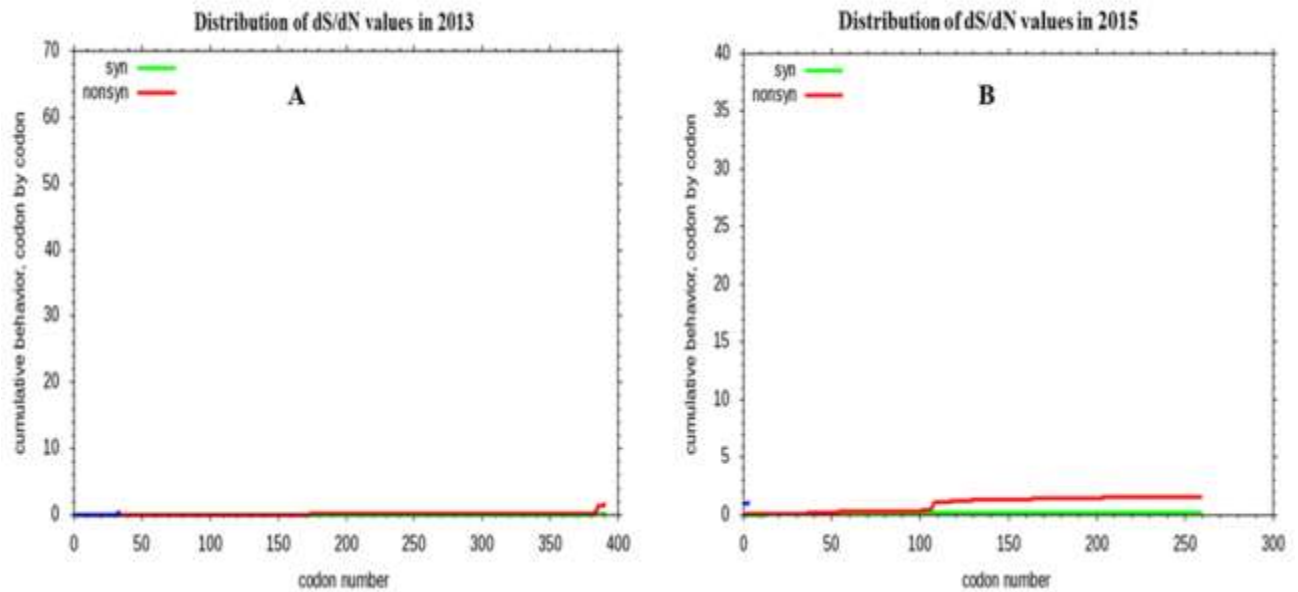 Distribution of dS/dN values in 2013
70
60
50
40
30
20
10
0
syn
nonsyn
A
cumulative behavior, codon by codon
0 50 100 150 200 250 300 350 400
codon number
Distribution of dS/dN values in 2015
40
35
30
25
20
15
10
5
0
syn
nonsyn
B
cumulative behavior, codon by codon
0 50 100 150 200 250 300
codon number